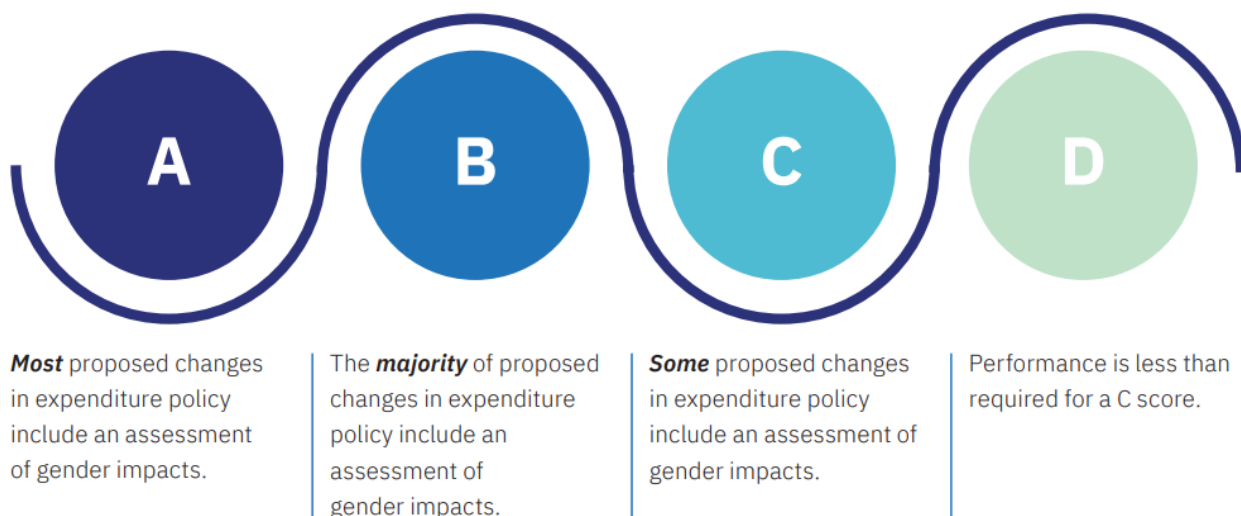 A
B
C
D
Most proposed changes
in expenditure policy
include an assessment
of gender impacts.
The majority of proposed
changes in expenditure
policy include an
assessment of
gender impacts.
Some proposed changes
in expenditure policy
include an assessment of
gender impacts.
Performance is less than
required for a C score.